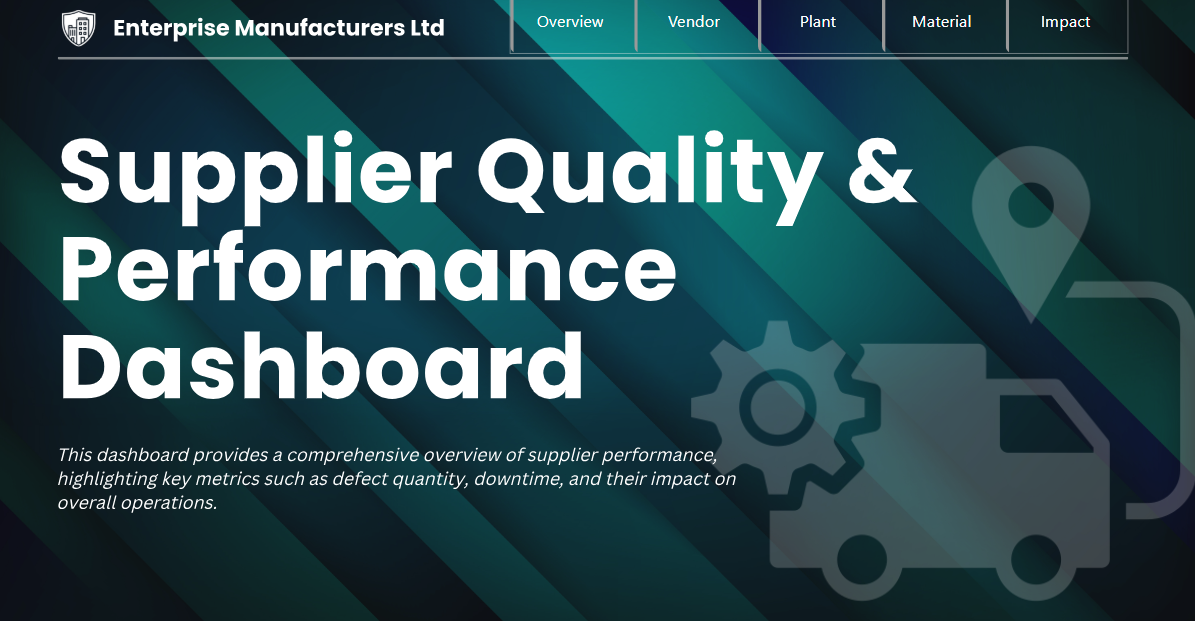 Enterprise Manufacturers Ltd
Overview
Vendor
Plant
Material
Impact
Supplier Quality &
Performance
Dashboard
This dashboard provides a comprehensive overview of supplier performance,
highlighting key metrics such as defect quantity, downtime, and their impact on
overall operations.